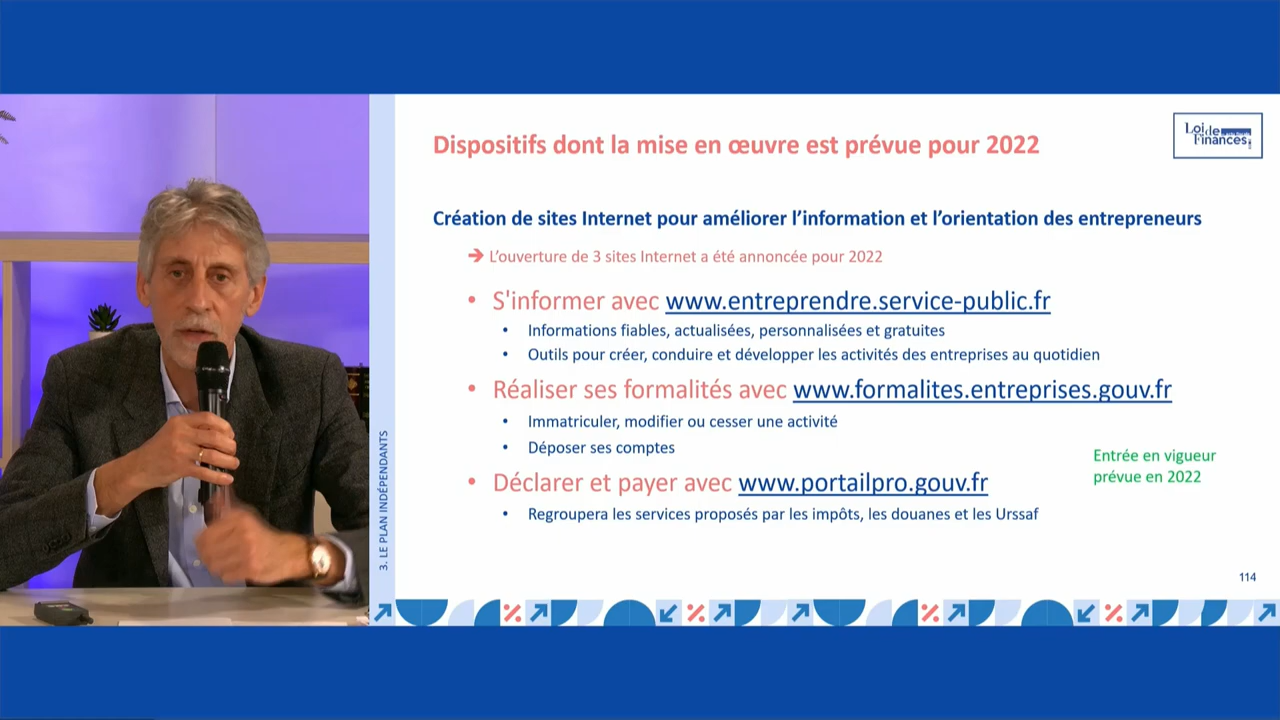 Loi de
Finances
Dispositifs dont la mise en œuvre est prévue pour 2022
Création de sites Internet pour améliorer l’information et l’orientation des entrepreneurs
➔ L’ouverture de 3 sites Internet a été annoncée pour 2022
• S'informer avec www.entreprendre.service-public.fr
• Informations fiables, actualisées, personnalisées et gratuites
• Outils pour créer, conduire et développer les activités des entreprises au quotidien
• Réaliser ses formalités avec www.formalites.entreprises.gouv.fr
• Immatriculer, modifier ou cesser une activité
• Déposer ses comptes
Entrée en vigueur
prévue en 2022
• Déclarer et payer avec www.portailpro.gouv.fr
• Regroupera les services proposés par les impôts, les douanes et les Urssaf
3. LE PLAN INDÉPENDANTS
114